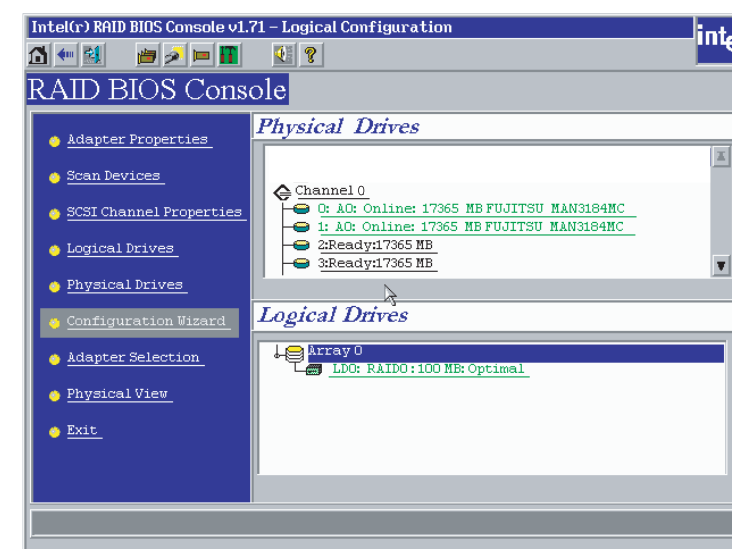 Intel(r) RAID BIOS Console v1.71 - Logical Configuration
RAID BIOS Console
Adapter Properties
Scan Devices
SCSI Channel Properties
Logical Drives
Physical Drives
Configuration Wizard
Adapter Selection
Physical View
Exit
Physical Drives
Channel 0
0: A0: Online: 17365 MB FUJITSU MAN3184MC
1: A0: Online: 17365 MB FUJITSU MAN3184MC
2:Ready:17365 MB
3:Ready:17365 MB
Logical Drives
Array 0
LD0: RAID0:100 MB: Optimal